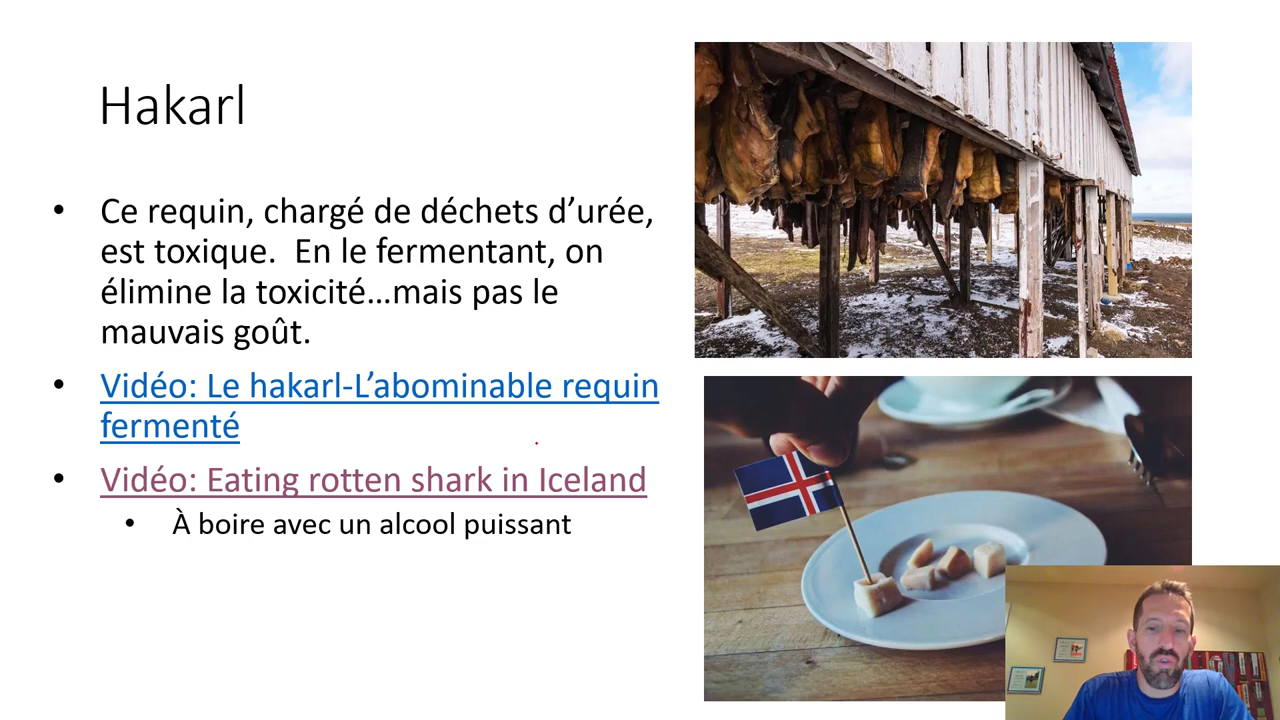 Hakarl
• Ce requin, chargé de déchets d’urée,
est toxique.  En le fermentant, on
élimine la toxicité…mais pas le
mauvais goût.
• Vidéo: Le hakarl-L’abominable requin
fermenté
• Vidéo: Eating rotten shark in Iceland
• À boire avec un alcool puissant